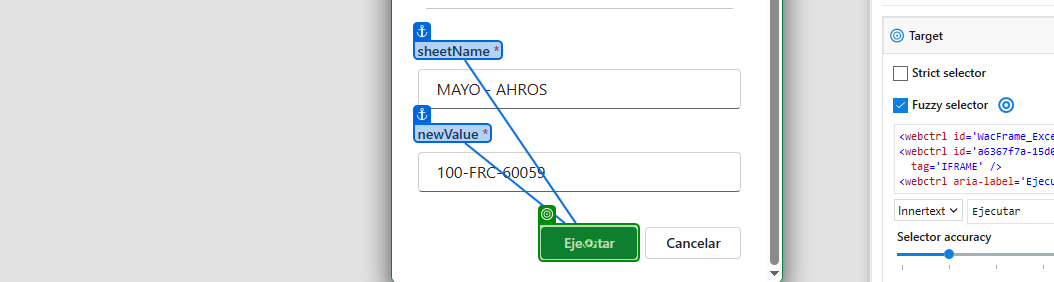 sheetName *
MAYO - AHROS
newValue *
100-FRC-60059
Ejecutar
Cancelar
Target
Strict selector
Fuzzy selector
<webctrl id='WacFrame_Exce
<webctrl id='a6367f7a-15d0
tag='IFRAME' />
<webctrl aria-label='Ejecu
Innertext
Ejecutar
Selector accuracy